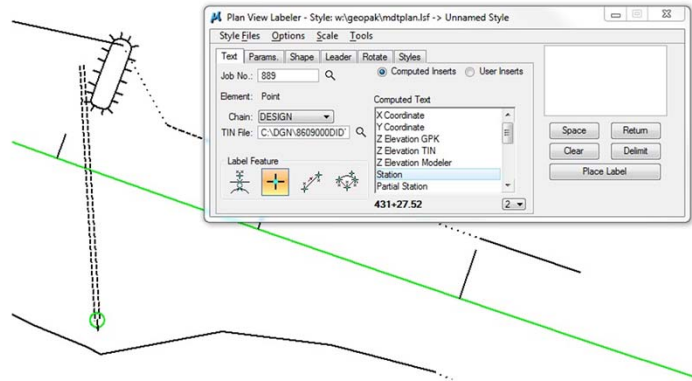 Plan View Labeler - Style: w:\geopak\mdtplan.lsf -> Unnamed Style
Style Files Options Scale Tools
Text Params. Shape Leader Rotate Styles
Job No.: 889
Computed Inserts User Inserts
Element: Point
Computed Text
Chain: DESIGN
TIN File: C:\DGN\8609000DID
X Coordinate
Y Coordinate
Z Elevation GPK
Z Elevation TIN
Z Elevation Modeler
Station
Partial Station
Label Feature
431+27.52
2
Space Return
Clear Delimit
Place Label